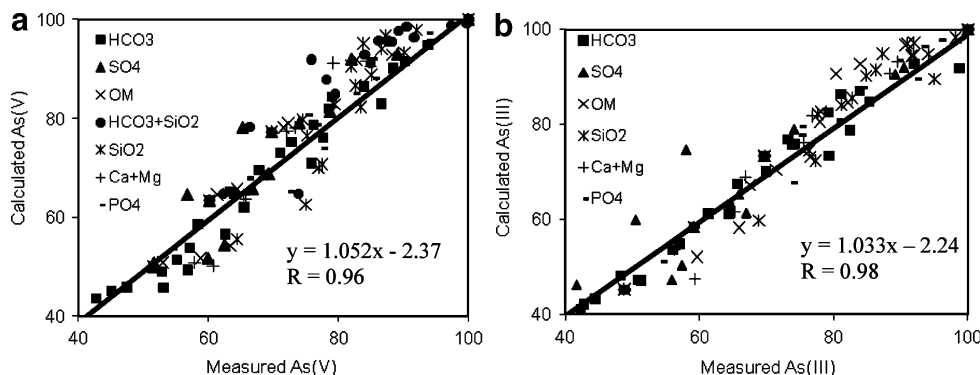 a
Calculated As(V)
100
80
60
40
HCO3
SO4
OM
HCO3+SiO2
SiO2
Ca+Mg
PO4
y = 1.052x - 2.37
R = 0.96
40 60 80 100
Measured As(V)
b
Calculated As(III)
100
80
60
40
HCO3
SO4
OM
SiO2
Ca+Mg
PO4
y = 1.033x – 2.24
R = 0.98
40 60 80 100
Measured As(III)